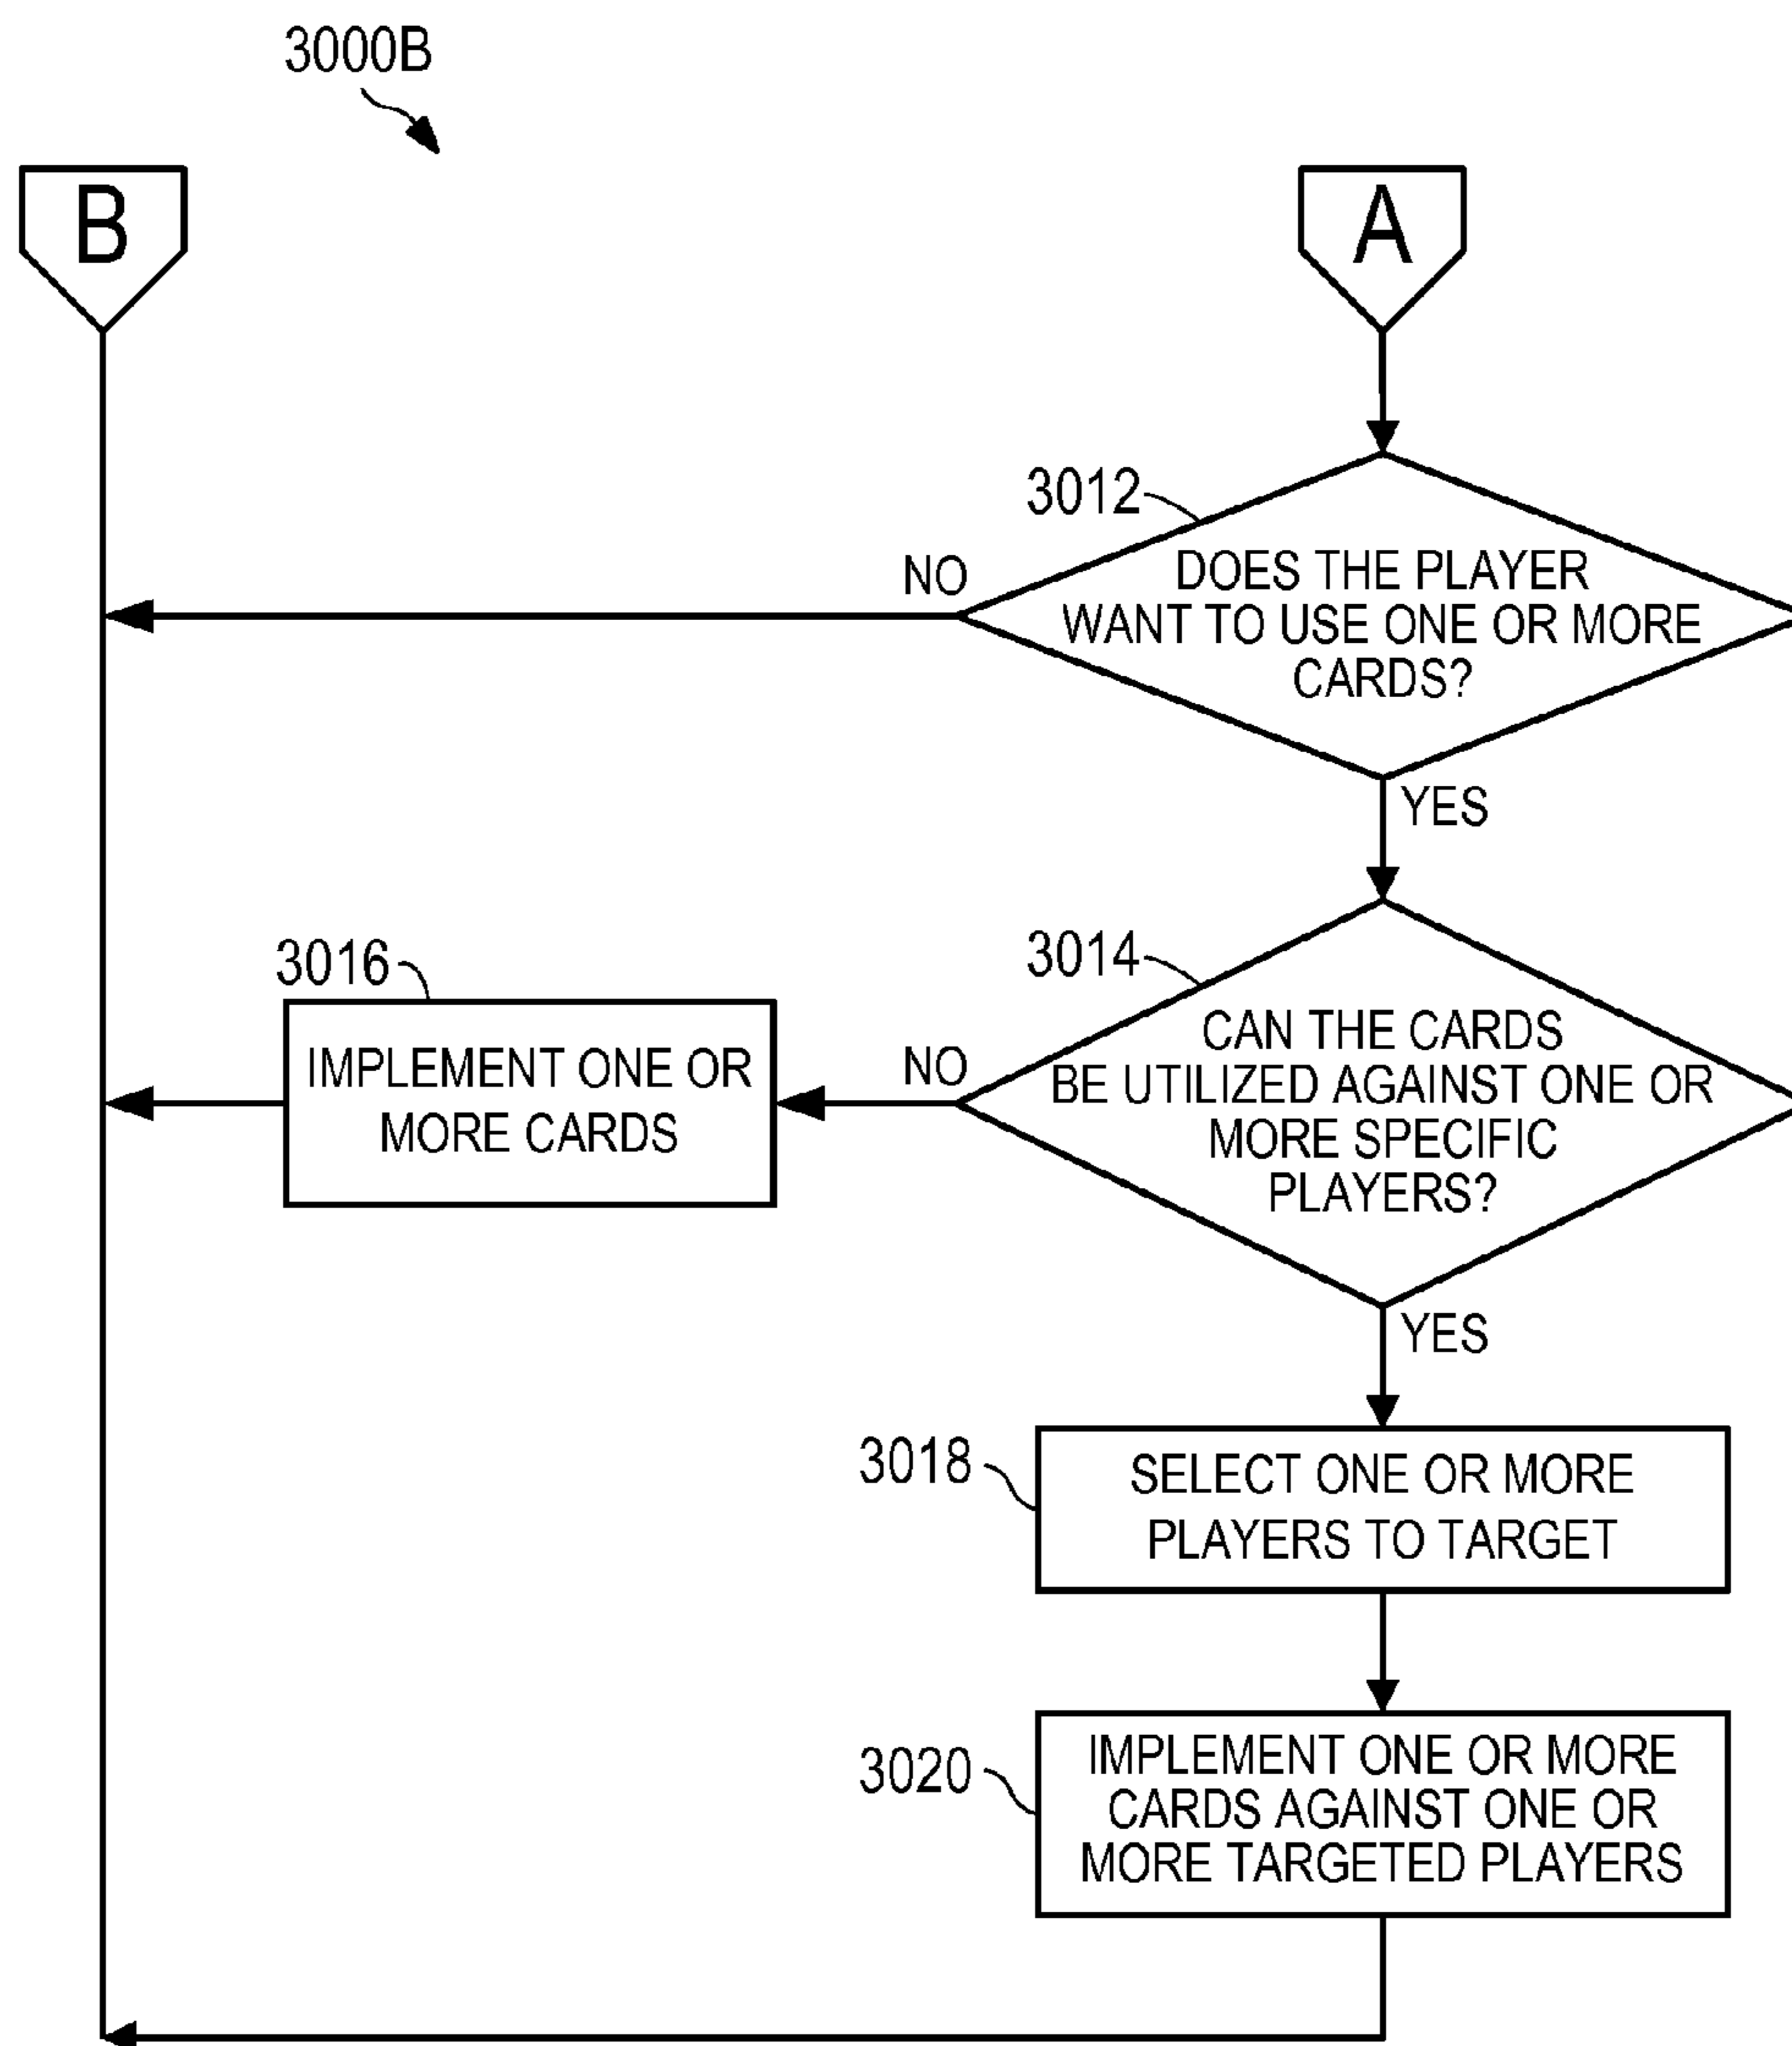 3000B
B
A
3012
NO
DOES THE PLAYER
WANT TO USE ONE OR MORE
CARDS?
YES
3016
3014
IMPLEMENT ONE OR
MORE CARDS
NO
CAN THE CARDS
BE UTILIZED AGAINST ONE OR
MORE SPECIFIC
PLAYERS?
YES
3018
SELECT ONE OR MORE
PLAYERS TO TARGET
3020
IMPLEMENT ONE OR MORE
CARDS AGAINST ONE OR
MORE TARGETED PLAYERS